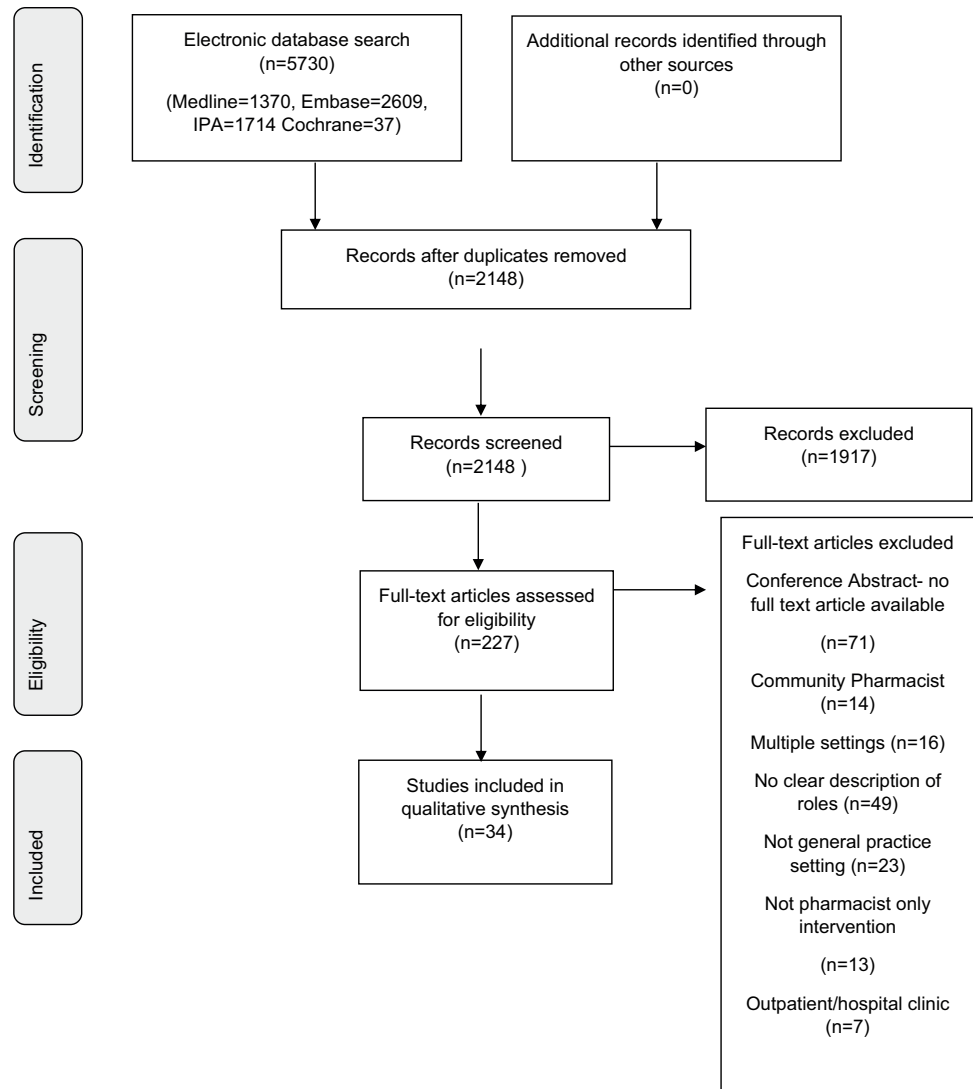 Identification
Electronic database search
(n=5730)
(Medline=1370, Embase=2609,
IPA=1714 Cochrane=37)
Additional records identified through
other sources
(n=0)
Screening
Records after duplicates removed
(n=2148)
Records screened
(n=2148 )
Records excluded
(n=1917)
Eligibility
Full-text articles assessed
for eligibility
(n=227)
Full-text articles excluded
Conference Abstract- no
full text article available
(n=71)
Community Pharmacist
(n=14)
Multiple settings (n=16)
No clear description of
roles (n=49)
Not general practice
setting (n=23)
Not pharmacist only
intervention
(n=13)
Outpatient/hospital clinic
(n=7)
Included
Studies included in
qualitative synthesis
(n=34)